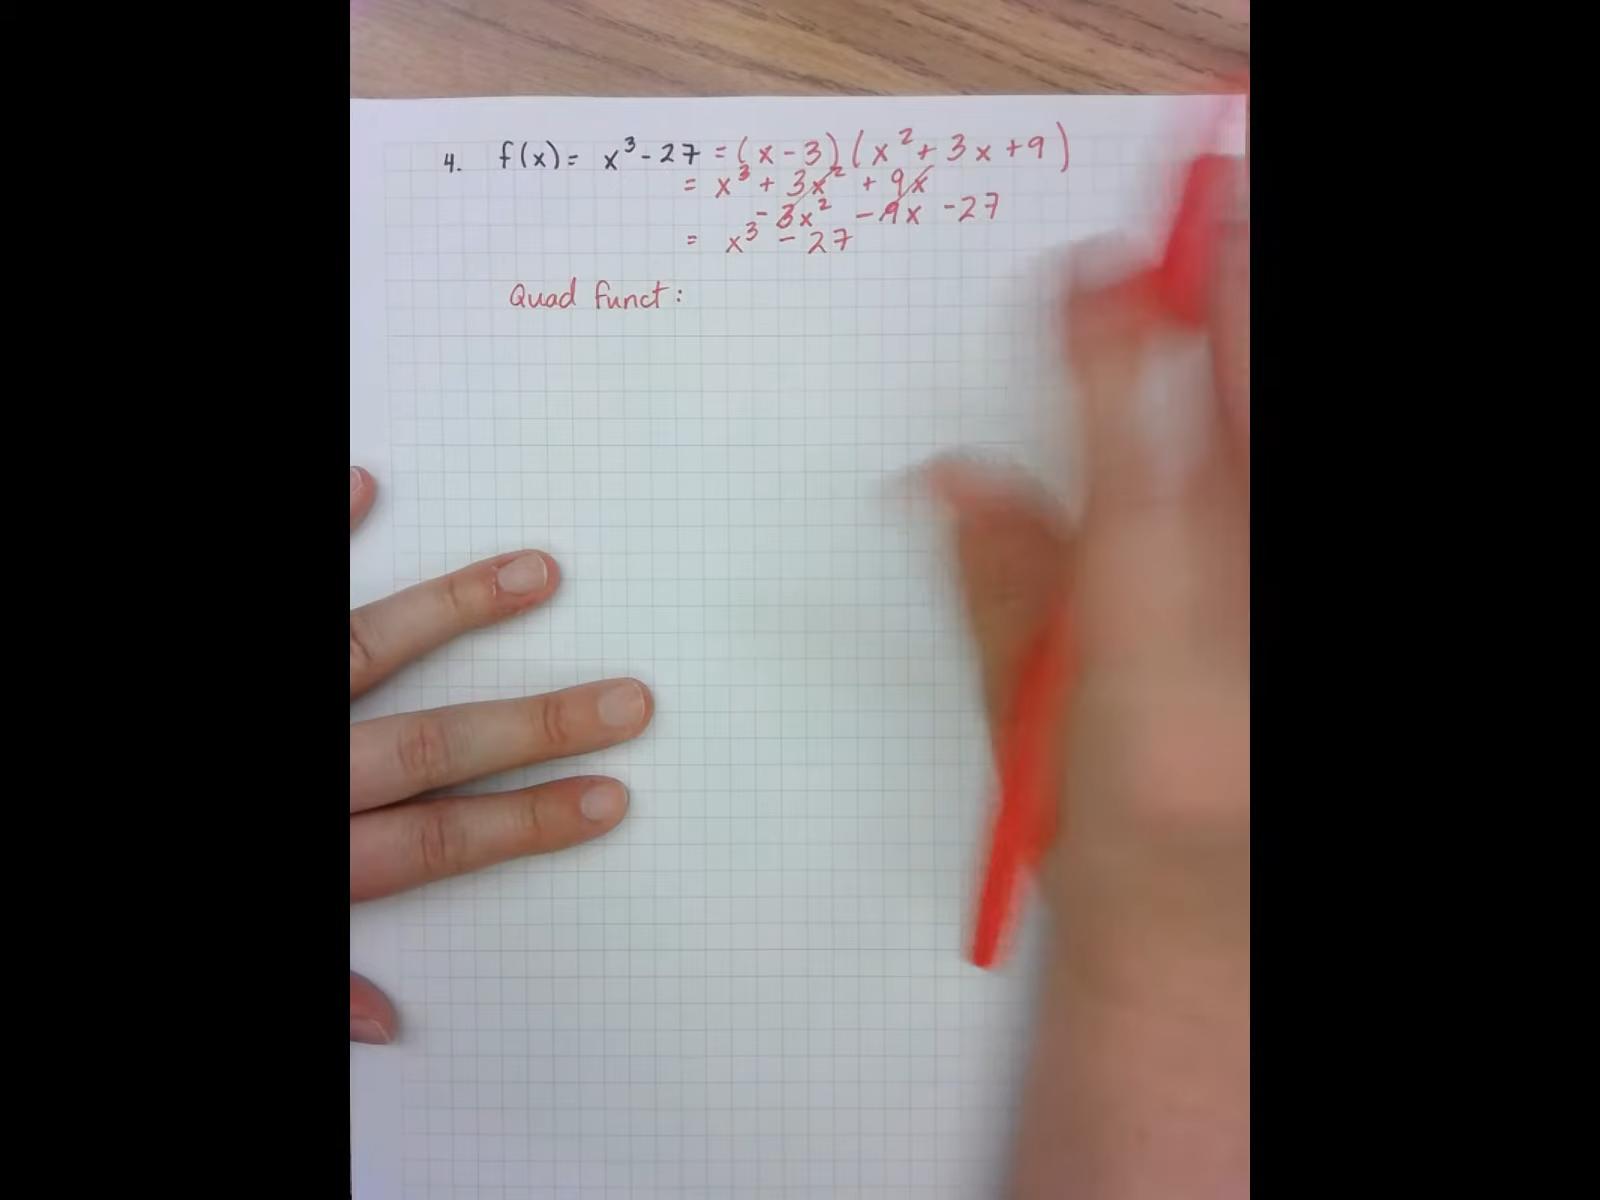 4. f(x) = x³ - 27 = (x - 3)(x² + 3x + 9)
= x³ + 3x² + 9x
- 3x² - 9x - 27
= x³ - 27
Quad funct: